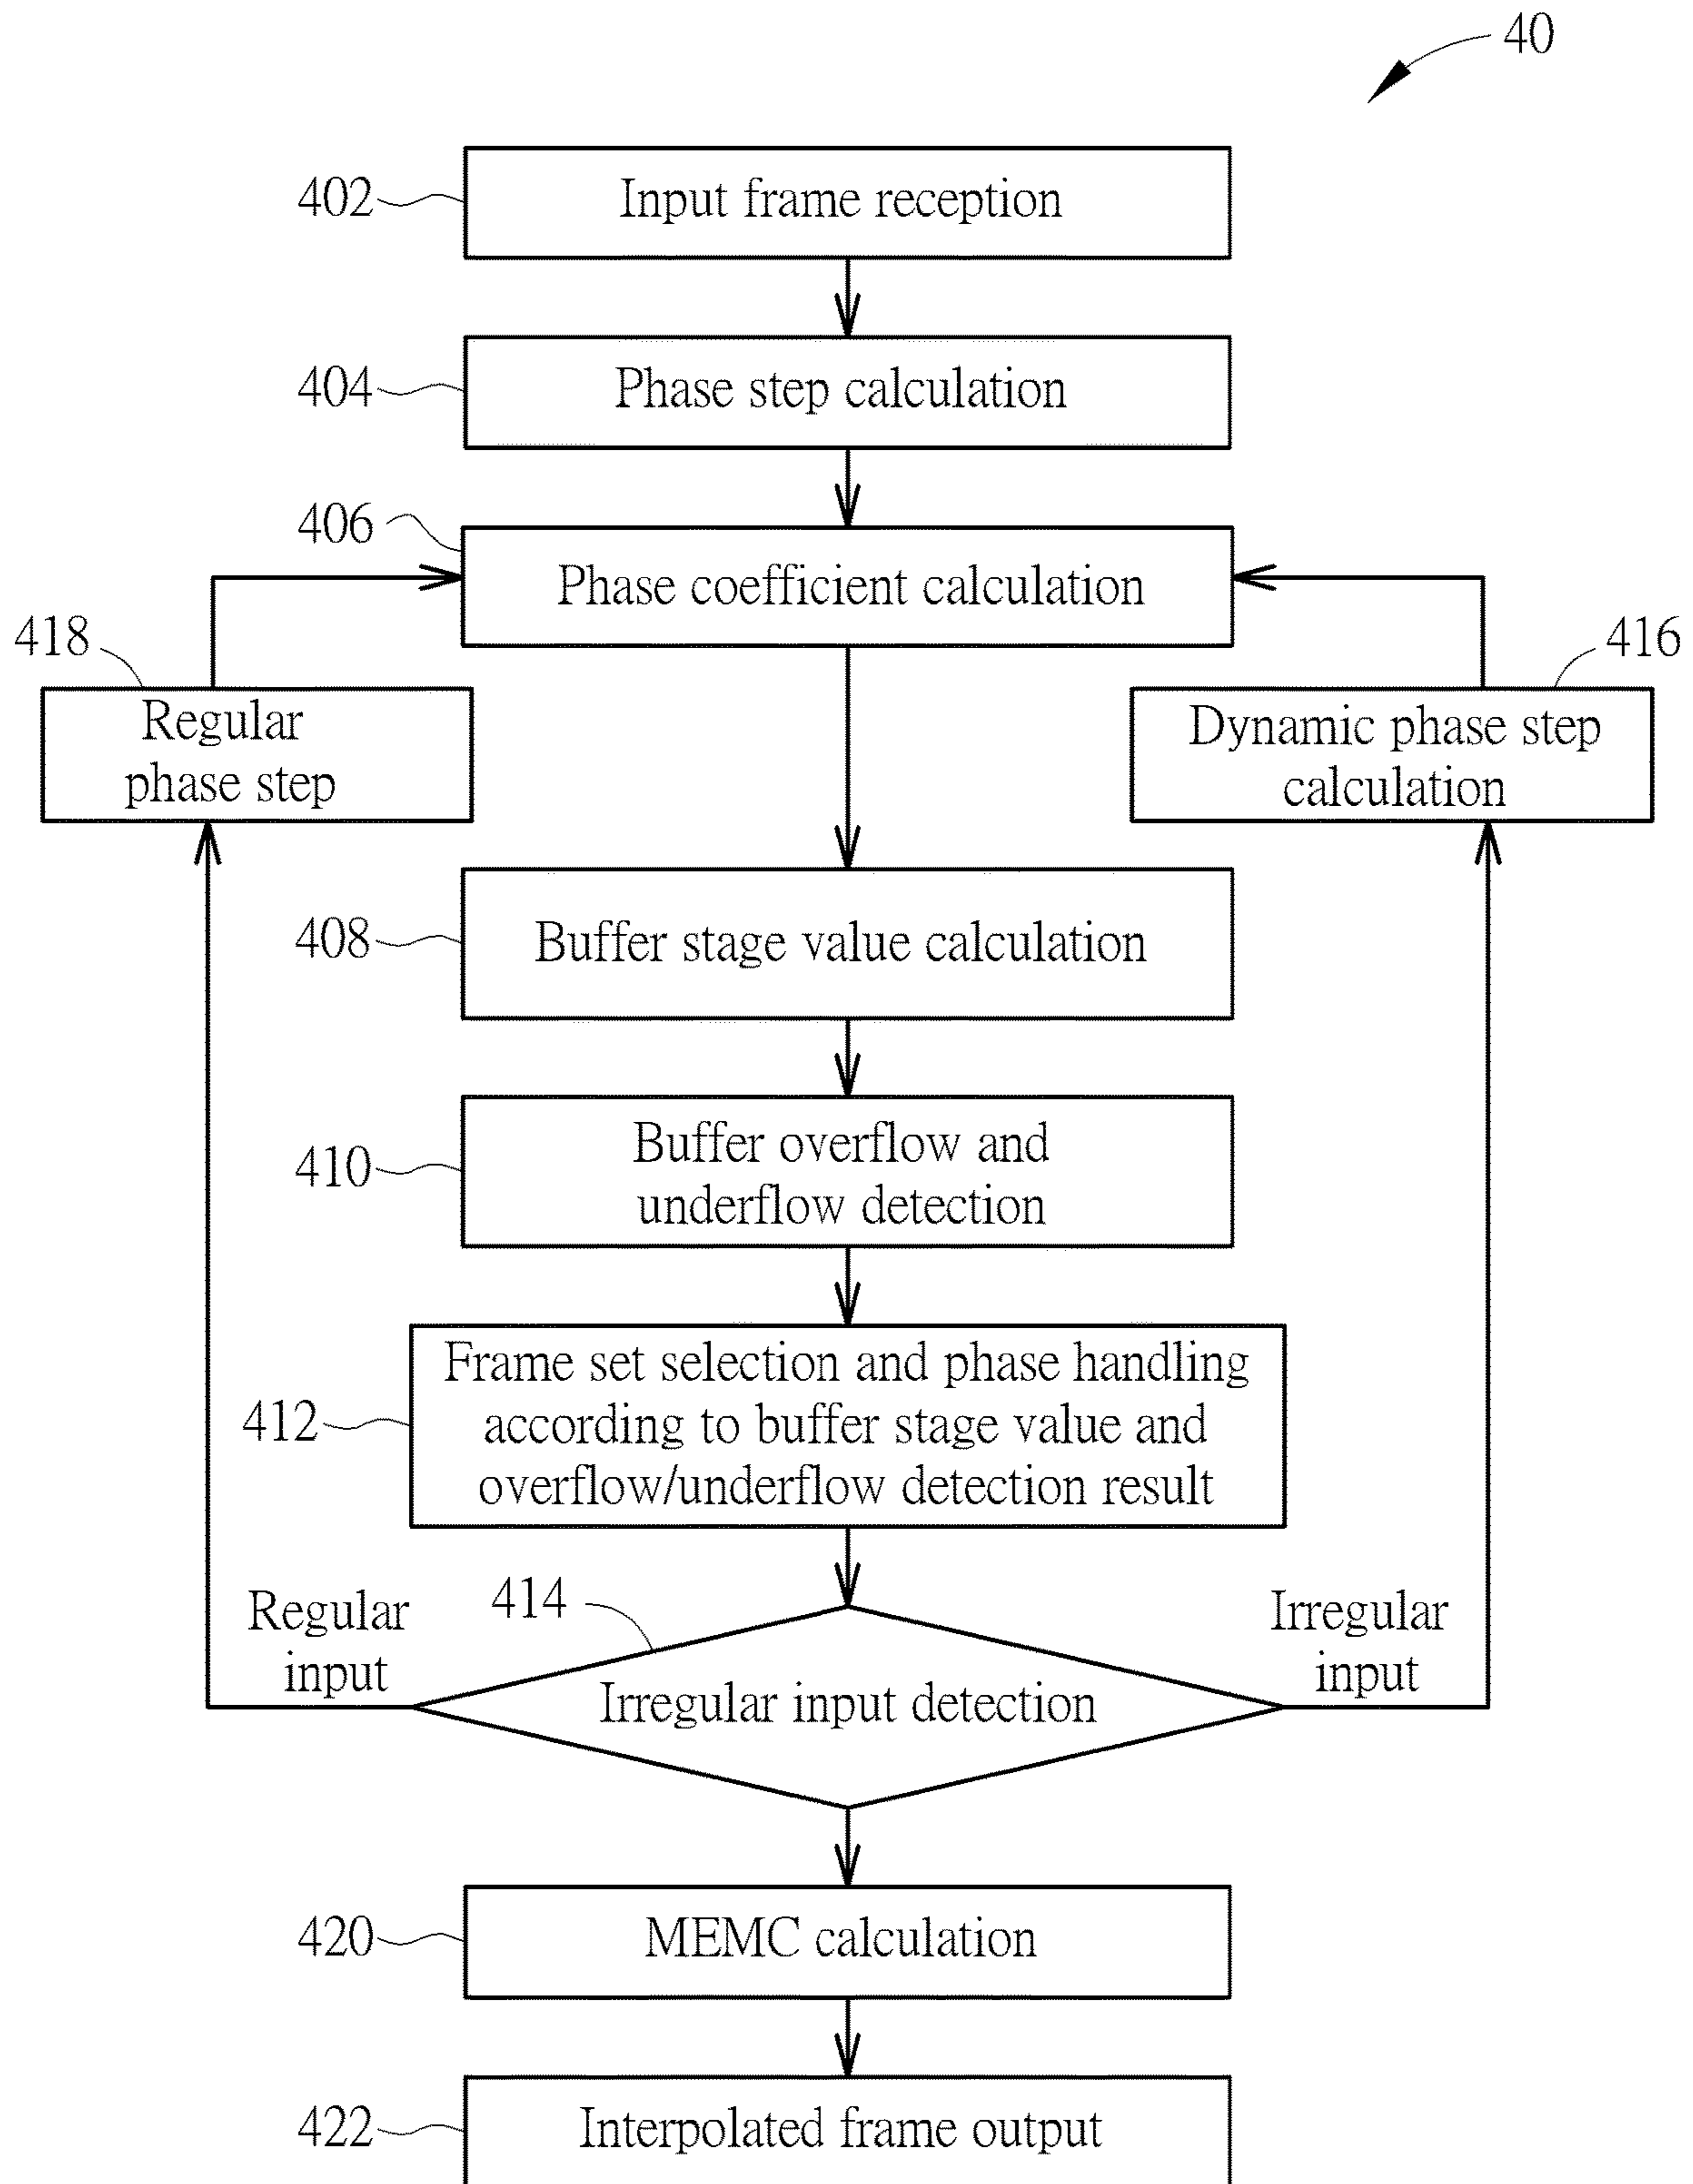 40
402
Input frame reception
404
Phase step calculation
406
Phase coefficient calculation
418
Regular
phase step
416
Dynamic phase step
calculation
408
Buffer stage value calculation
410
Buffer overflow and
underflow detection
412
Frame set selection and phase handling
according to buffer stage value and
overflow/underflow detection result
414
Regular
input
Irregular input detection
Irregular
input
420
MEMC calculation
422
Interpolated frame output